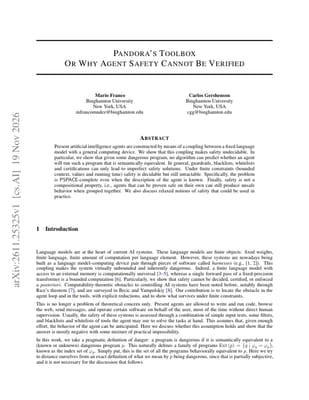 PANDORA'S TOOLBOX
OR WHY AGENT SAFETY CANNOT BE VERIFIED
Mario Franco
Binghamton University
New York, USA
mfrancomendez@binghamton.edu
Carlos Gershenson
Binghamton University
New York, USA
cgg@binghamton.edu
ABSTRACT
Present artificial intelligence agents are constructed by means of a coupling between a fixed language
model with a general computing device. We show that this coupling makes safety undecidable. In
particular, we show that given some dangerous program, no algorithm can predict whether an agent
will run such a program that it is semantically equivalent. In general, guardrails, blacklists, whitelists
and certifications can only lead to imperfect safety solutions. Under finite constraints (bounded
context, values and running time) safety is decidable but still intractable. Specifically, the problem
is PSPACE-complete even when the description of the agent is known. Finally, safety is not a
compositional property, i.e., agents that can be proven safe on their own can still produce unsafe
behavior when grouped together. We also discuss relaxed notions of safety that could be used in
practice.
arXiv:2611.25325v1 [cs.AI] 19 Nov 2026
1 Introduction
Language models are at the heart of current AI systems. These language models are finite objects: fixed weights,
finite language, finite amount of computation per language element. However, these systems are nowadays being
built as a language model-computing device pair through pieces of software called harnesses (e.g., [1, 2]). This
coupling makes the system virtually unbounded and inherently dangerous. Indeed, a finite language model with
access to an external memory is computationally universal [3–5], whereas a single forward pass of a fixed-precision
transformer is a bounded computation [6]. Particularly, we show that safety cannot be decided, certified, or enforced
a posteriori. Computability-theoretic obstacles to controlling AI systems have been noted before, notably through
Rice's theorem [7], and are surveyed in Brcic and Yampolskiy [8]. Our contribution is to locate the obstacle in the
agent loop and in the tools, with explicit reductions, and to show what survives under finite constraints.
This is no longer a problem of theoretical concern only. Present agents are allowed to write and run code, browse
the web, send messages, and operate certain software on behalf of the user, most of the time without direct human
supervision. Usually, the safety of these systems is assessed through a combination of simple input tests, some filters,
and blacklists and whitelists of tools the agent may use to solve the tasks at hand. This assumes that, given enough
effort, the behavior of the agent can be anticipated. Here we discuss whether this assumption holds and show that the
answer is mostly negative with some mixture of practical impossibility.
In this work, we take a pragmatic definition of danger: a program is dangerous if it is semantically equivalent to a
(known or unknown) dangerous program p. This naturally defines a family of programs
known as the index set of Simply put, this is the set of all the programs behaviorally equivalent to p. Here we try
to distance ourselves from an exact definition of what we mean by p being dangerous, since that is partially subjective,
and it is not necessary for the discussion that follows.